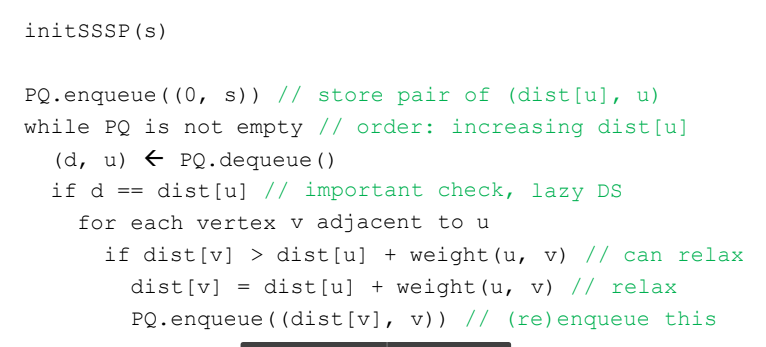 initSSSP(s)
PQ.enqueue((0, s)) // store pair of (dist[u], u)
while PQ is not empty // order: increasing dist[u]
(d, u) 🡨 PQ.dequeue()
if d == dist[u] // important check, lazy DS
for each vertex v adjacent to u
if dist[v] > dist[u] + weight(u, v) // can relax
dist[v] = dist[u] + weight(u, v) // relax
PQ.enqueue((dist[v], v)) // (re)enqueue this